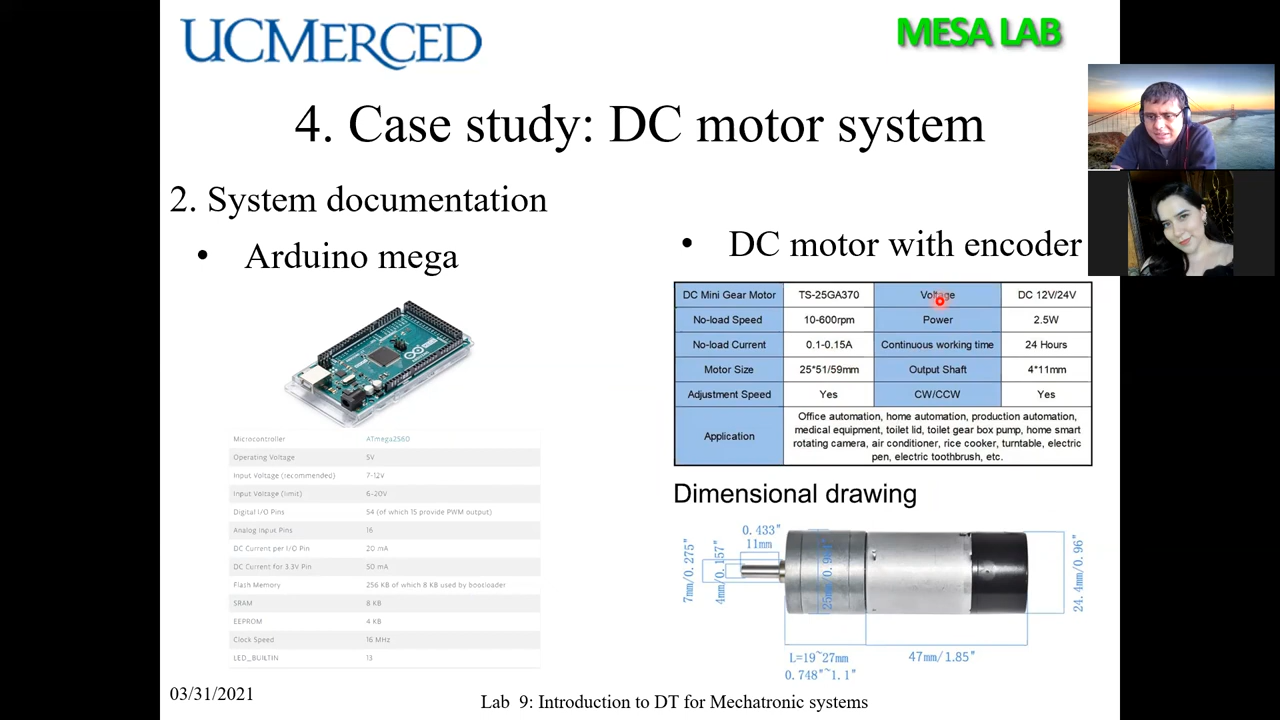 UCMERCED
MESA LAB
4. Case study: DC motor system
2. System documentation
• Arduino mega
• DC motor with encoder
DC Mini Gear Motor TS-25GA370 Voltage DC 12V/24V
No-load Speed 10-600rpm Power 2.5W
No-load Current 0.1-0.15A Continuous working time 24 Hours
Motor Size 25*51/59mm Output Shaft 4*11mm
Adjustment Speed Yes CW/CCW Yes
Application
Office automation, home automation, production automation,
medical equipment, toilet lid, toilet gear box pump, home smart
rotating camera, air conditioner, rice cooker, turntable, electric
pen, electric toothbrush, etc.
Microcontroller ATmega2560
Operating Voltage 5V
Input Voltage (recommended) 7-12V
Input Voltage (limit) 6-20V
Digital I/O Pins 54 (of which 15 provide PWM output)
Analog Input Pins 16
DC Current per I/O Pin 20 mA
DC Current for 3.3V Pin 50 mA
Flash Memory 256 KB of which 8 KB used by bootloader
SRAM 8 KB
EEPROM 4 KB
Clock Speed 16 MHz
LED_BUILTIN 13
Dimensional drawing
0.433"
11mm
7mm/0.275"
4mm/0.157"
24.4mm/0.96"
L=19~27mm
0.748"~1.1"
47mm/1.85"
03/31/2021
Lab 9: Introduction to DT for Mechatronic systems